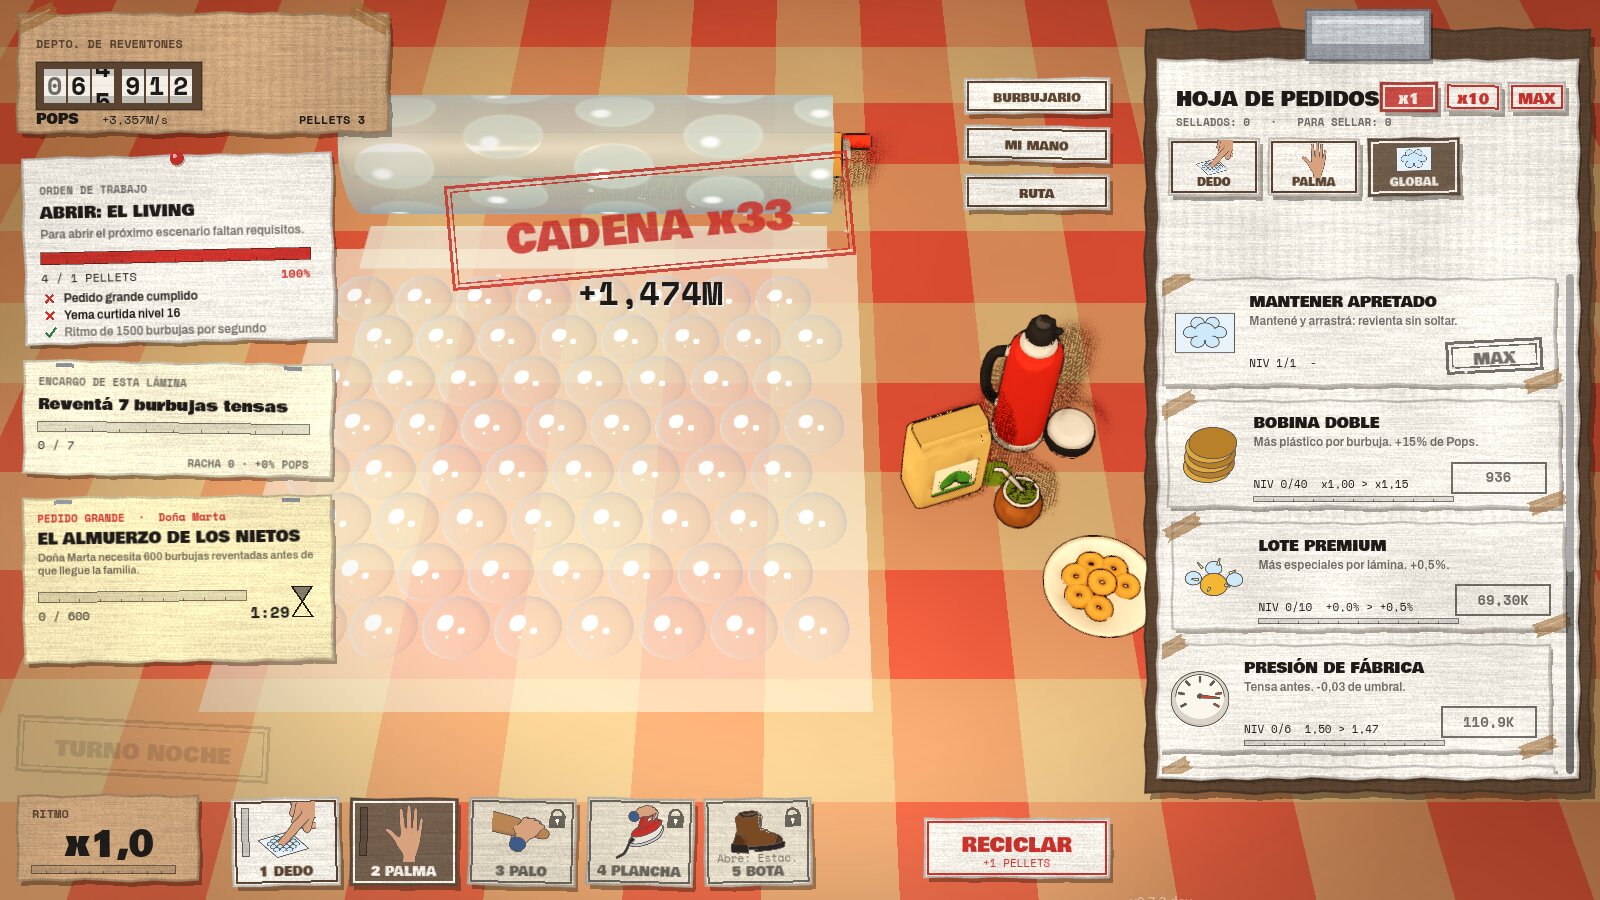 DEPTO. DE REVENTONES
POPS +3,357M/s PELLETS 3
ORDEN DE TRABAJO
ABRIR: EL LIVING
Para abrir el próximo escenario faltan requisitos.
4 / 1 PELLETS 100%
Pedido grande cumplido
Yema curtida nivel 16
Ritmo de 1500 burbujas por segundo
ENCARGO DE ESTA LÁMINA
Reventá 7 burbujas tensas
0 / 7
RACHA 0 · +0% POPS
PEDIDO GRANDE · Doña Marta
EL ALMUERZO DE LOS NIETOS
Doña Marta necesita 600 burbujas reventadas antes de
que llegue la familia.
0 / 600 1:29
TURNO NOCHE
RITMO
x1,0
CADENA x33
+1,474M
1 DEDO
2 PALMA
3 PALO
4 PLANCHA
Abre: Estac.
5 BOTA
BURBUJARIO
MI MANO
RUTA
RECICLAR
+1 PELLETS
HOJA DE PEDIDOS x1 x10 MAX
SELLADOS: 0 · PARA SELLAR: 0
DEDO PALMA GLOBAL
MANTENER APRETADO
Mantené y arrastrá: revienta sin soltar.
NIV 1/1 - MAX
BOBINA DOBLE
Más plástico por burbuja. +15% de Pops.
NIV 0/40 x1,00 > x1,15 936
LOTE PREMIUM
Más especiales por lámina. +0,5%.
NIV 0/10 +0,0% > +0,5% 69,30K
PRESIÓN DE FÁBRICA
Tensa antes. -0,03 de umbral.
NIV 0/6 1,50 > 1,47 110,9K